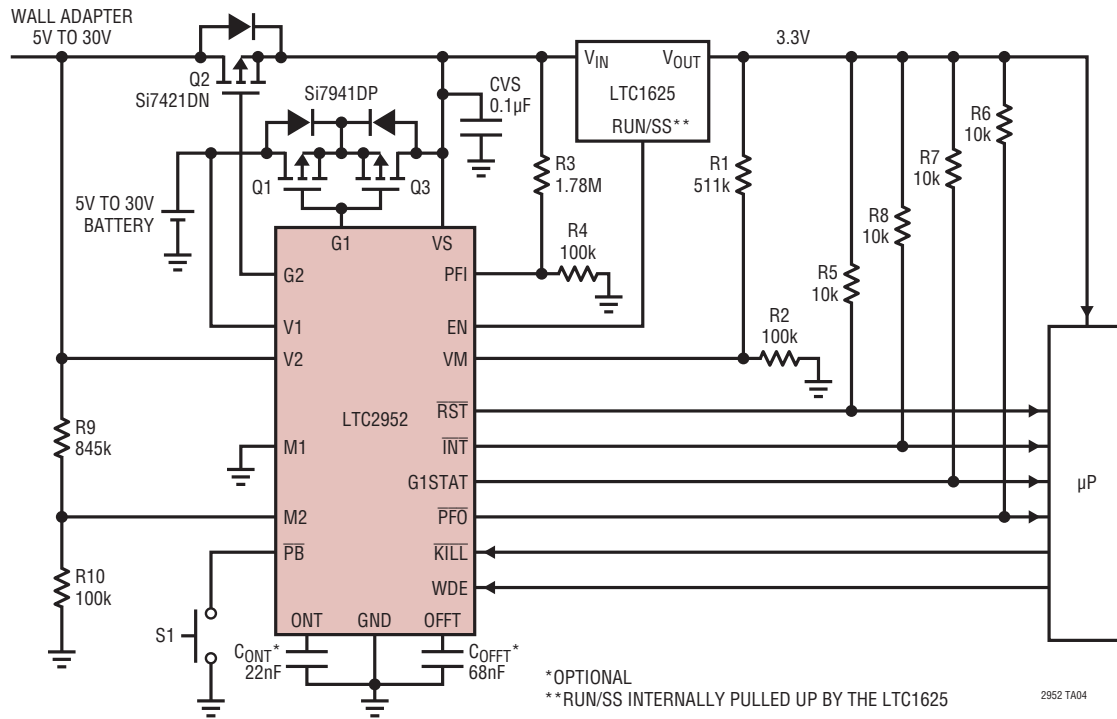 WALL ADAPTER
5V TO 30V
Q2
Si7421DN
Si7941DP
CVS
0.1µF
VIN
VOUT
LTC1625
RUN/SS**
3.3V
R6
10k
R7
10k
R8
10k
R5
10k
R1
511k
R3
1.78M
R4
100k
R2
100k
Q1
Q3
5V TO 30V
BATTERY
G1
VS
G2
PFI
V1
EN
V2
VM
RST
LTC2952
M1
INT
G1STAT
µP
M2
PFO
PB
KILL
WDE
ONT
GND
OFFT
R9
845k
R10
100k
S1
CONT*
22nF
COFFT*
68nF
*OPTIONAL
**RUN/SS INTERNALLY PULLED UP BY THE LTC1625
2952 TA04